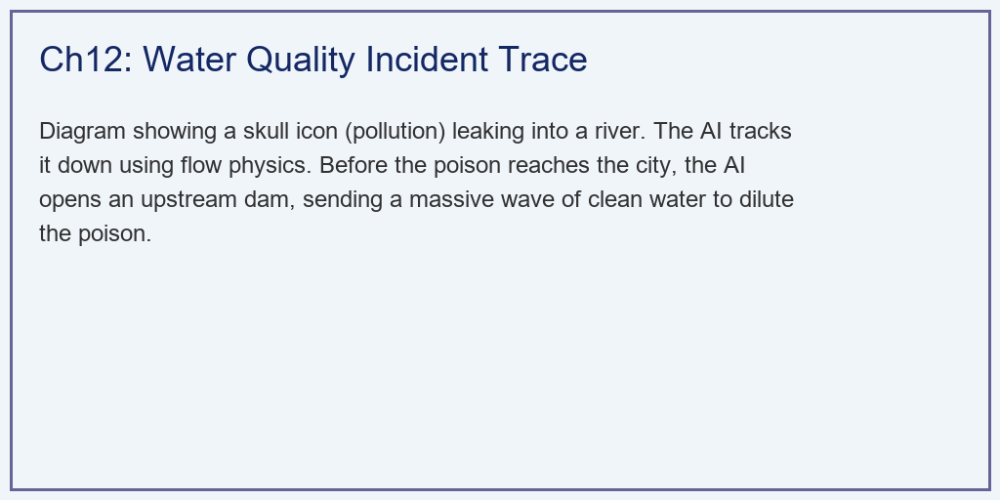 Ch12: Water Quality Incident Trace
Diagram showing a skull icon (pollution) leaking into a river. The AI tracks
it down using flow physics. Before the poison reaches the city, the AI
opens an upstream dam, sending a massive wave of clean water to dilute
the poison.